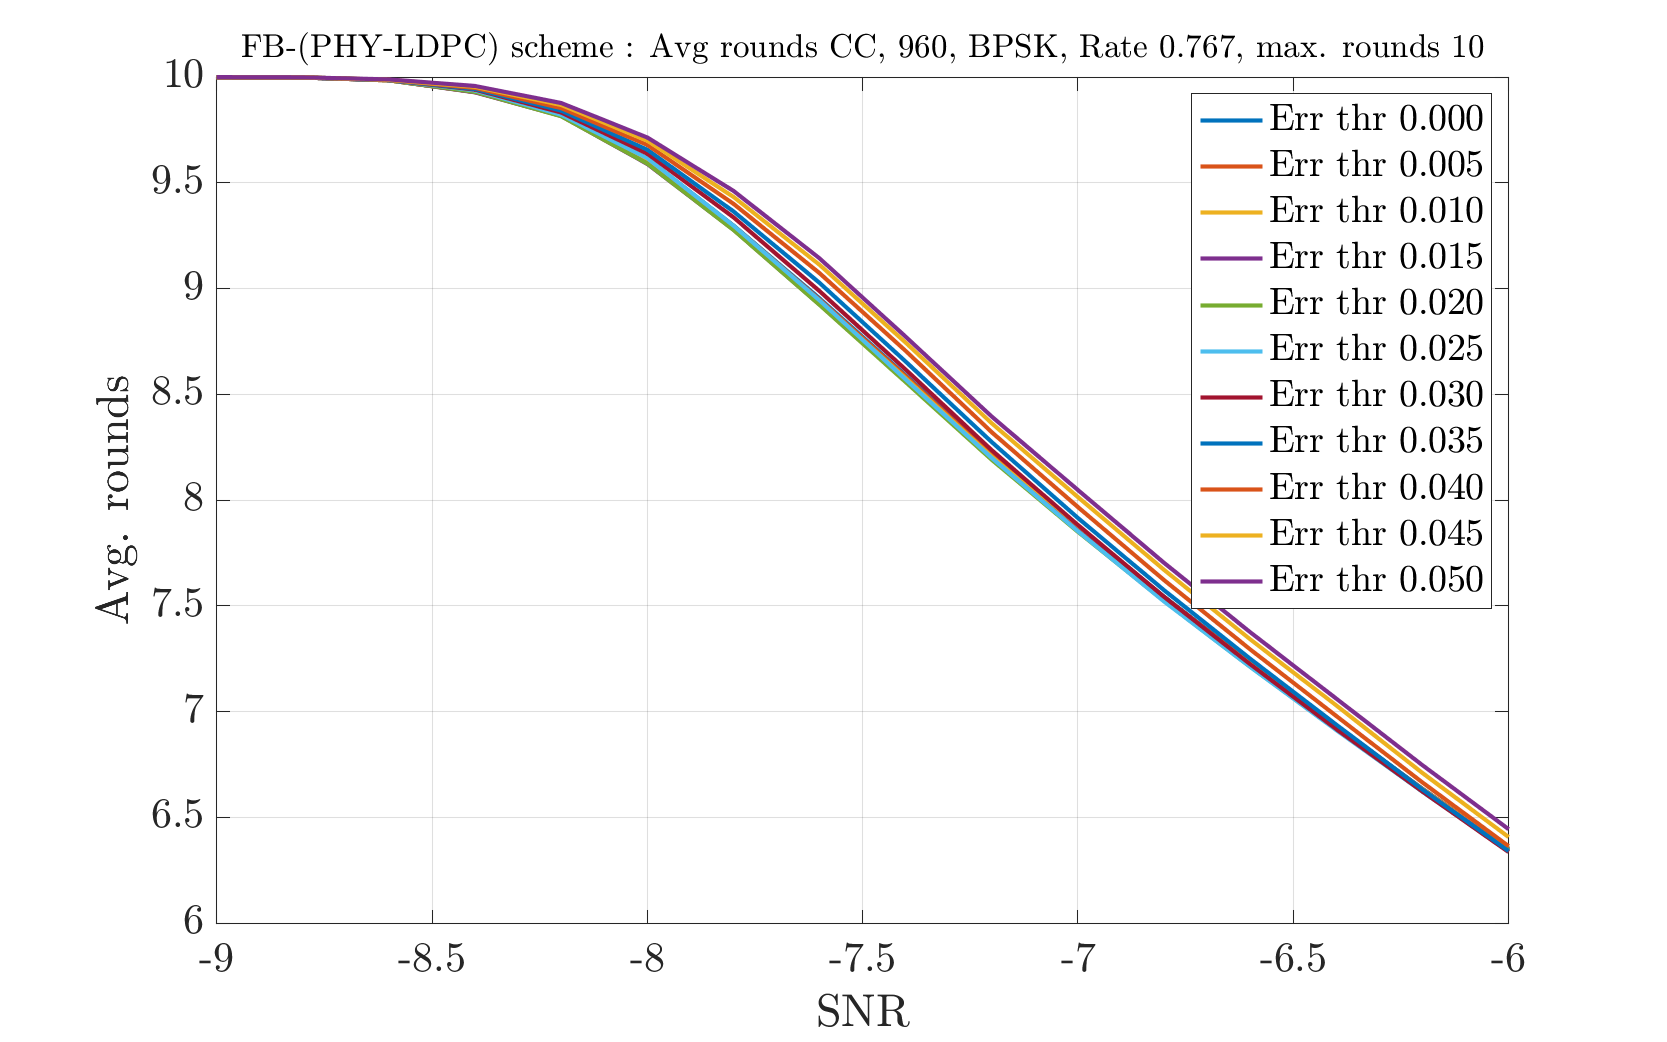 FB-(PHY-LDPC) scheme : Avg rounds CC, 960, BPSK, Rate 0.767, max. rounds 10
10
9.5
9
8.5
8
7.5
7
6.5
6
Avg. rounds
Err thr 0.000
Err thr 0.005
Err thr 0.010
Err thr 0.015
Err thr 0.020
Err thr 0.025
Err thr 0.030
Err thr 0.035
Err thr 0.040
Err thr 0.045
Err thr 0.050
-9 -8.5 -8 -7.5 -7 -6.5 -6
SNR